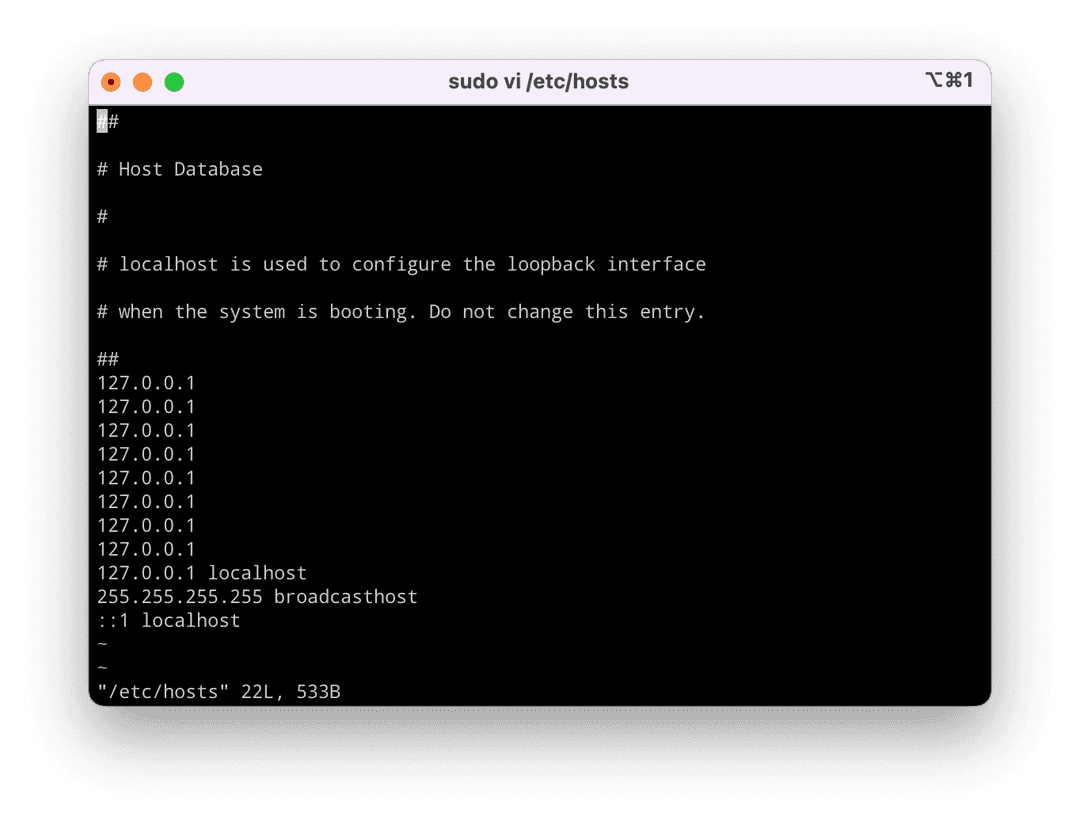 sudo vi /etc/hosts
⌥⌘1
##
# Host Database
#
# localhost is used to configure the loopback interface
# when the system is booting. Do not change this entry.
##
127.0.0.1
127.0.0.1
127.0.0.1
127.0.0.1
127.0.0.1
127.0.0.1
127.0.0.1
127.0.0.1
127.0.0.1 localhost
255.255.255.255 broadcasthost
::1 localhost
~
~
"/etc/hosts" 22L, 533B